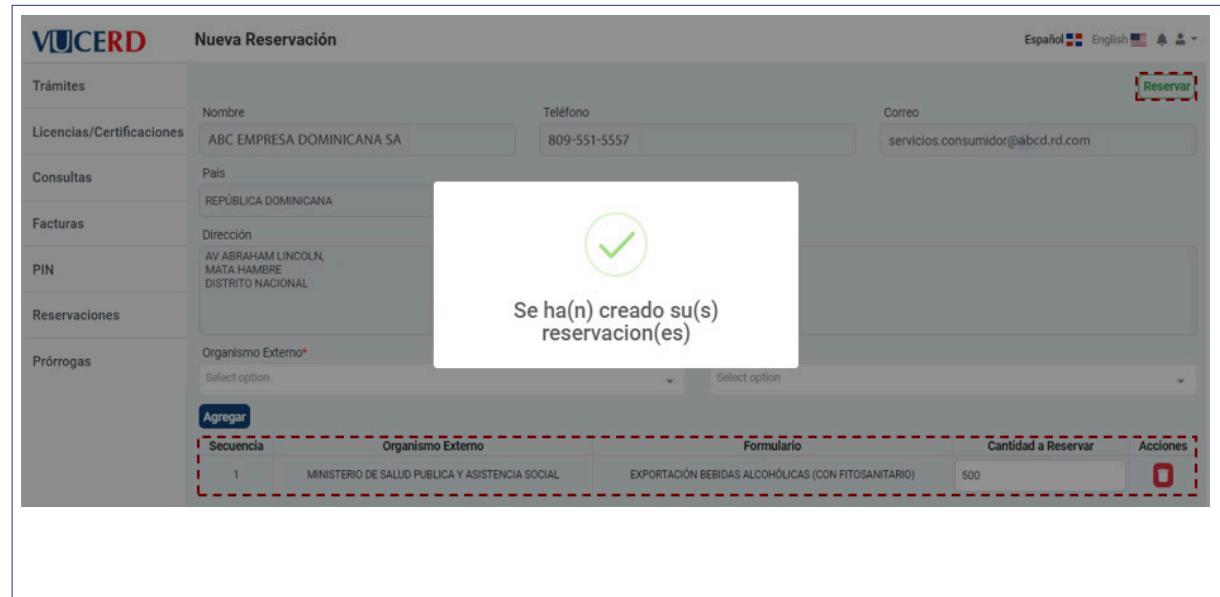 VUCERD
Nueva Reservación
Español English
Trámites
Licencias/Certificaciones
Consultas
Facturas
PIN
Reservaciones
Prórrogas
Reservar
Nombre Teléfono Correo
ABC EMPRESA DOMINICANA SA 809-551-5557 servicios.consumidor@abcd.rd.com
País
REPÚBLICA DOMINICANA
Dirección
AV ABRAHAM LINCOLN,
MATA HAMBRE
DISTRITO NACIONAL
Se ha(n) creado su(s)
reservacion(es)
Organismo Externo*
Select option Select option
Agregar
Secuencia Organismo Externo Formulario Cantidad a Reservar Acciones
1 MINISTERIO DE SALUD PUBLICA Y ASISTENCIA SOCIAL EXPORTACIÓN BEBIDAS ALCOHÓLICAS (CON FITOSANITARIO) 500